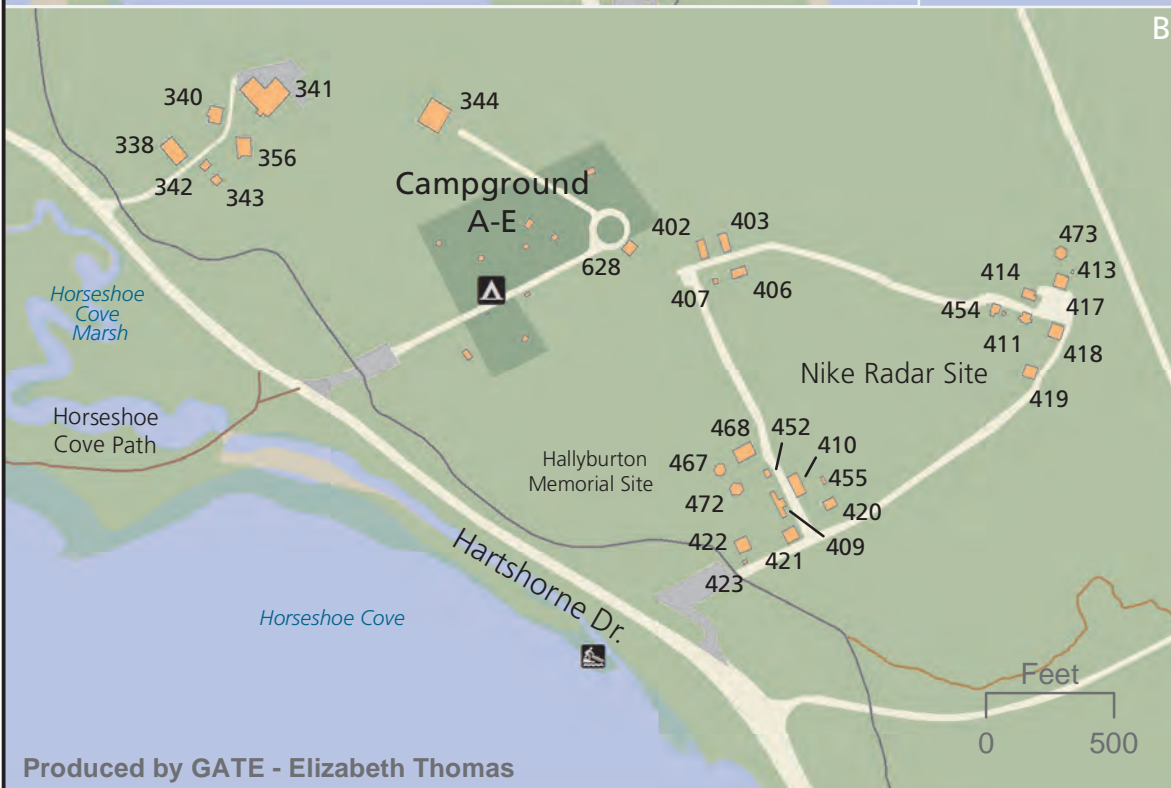 B
341
340
344
338
356
342
343
Campground
A-E
402
403
628
407
406
473
413
414
417
454
411
418
419
Horseshoe
Cove
Marsh
Nike Radar Site
Horseshoe
Cove Path
468
452
410
467
455
472
420
409
422
421
423
Hallyburton
Memorial Site
Hartshorne Dr.
Horseshoe Cove
Feet
0 500
Produced by GATE - Elizabeth Thomas